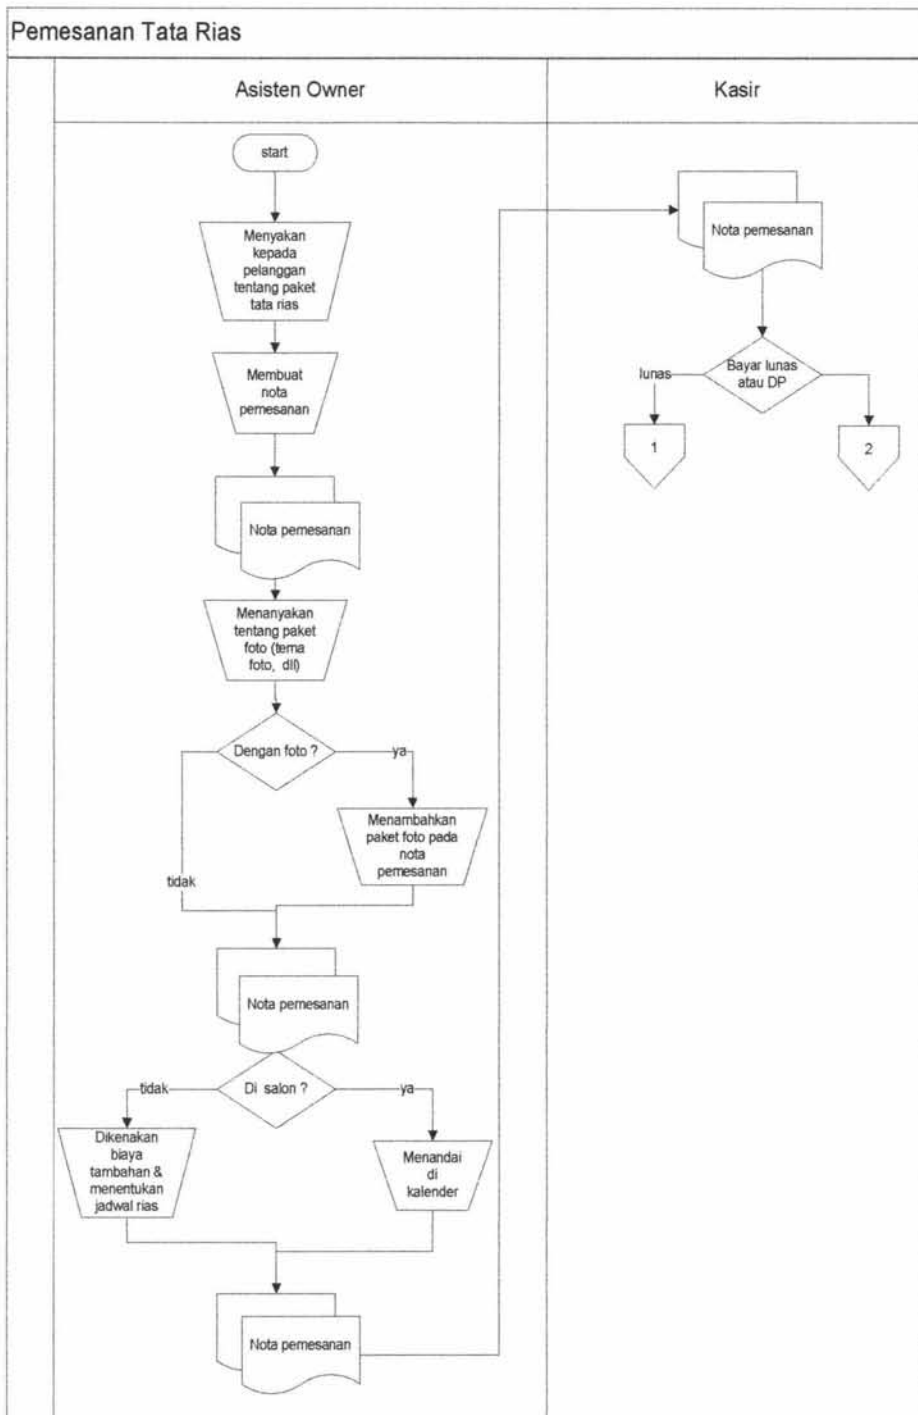 Pemesanan Tata Rias
Asisten Owner
Kasir
start
Menyakan
kepada
pelanggan
tentang paket
tata rias
Membuat
nota
pemesanan
Nota pemesanan
Menanyakan
tentang paket
foto (tema
foto, dll)
Dengan foto ?
ya
tidak
Menambahkan
paket foto pada
nota
pemesanan
Nota pemesanan
Di salon ?
tidak
ya
Dikenakan
biaya
tambahan &
menentukan
jadwal rias
Menandai
di
kalender
Nota pemesanan
Nota pemesanan
Bayar lunas
atau DP
lunas
1
2